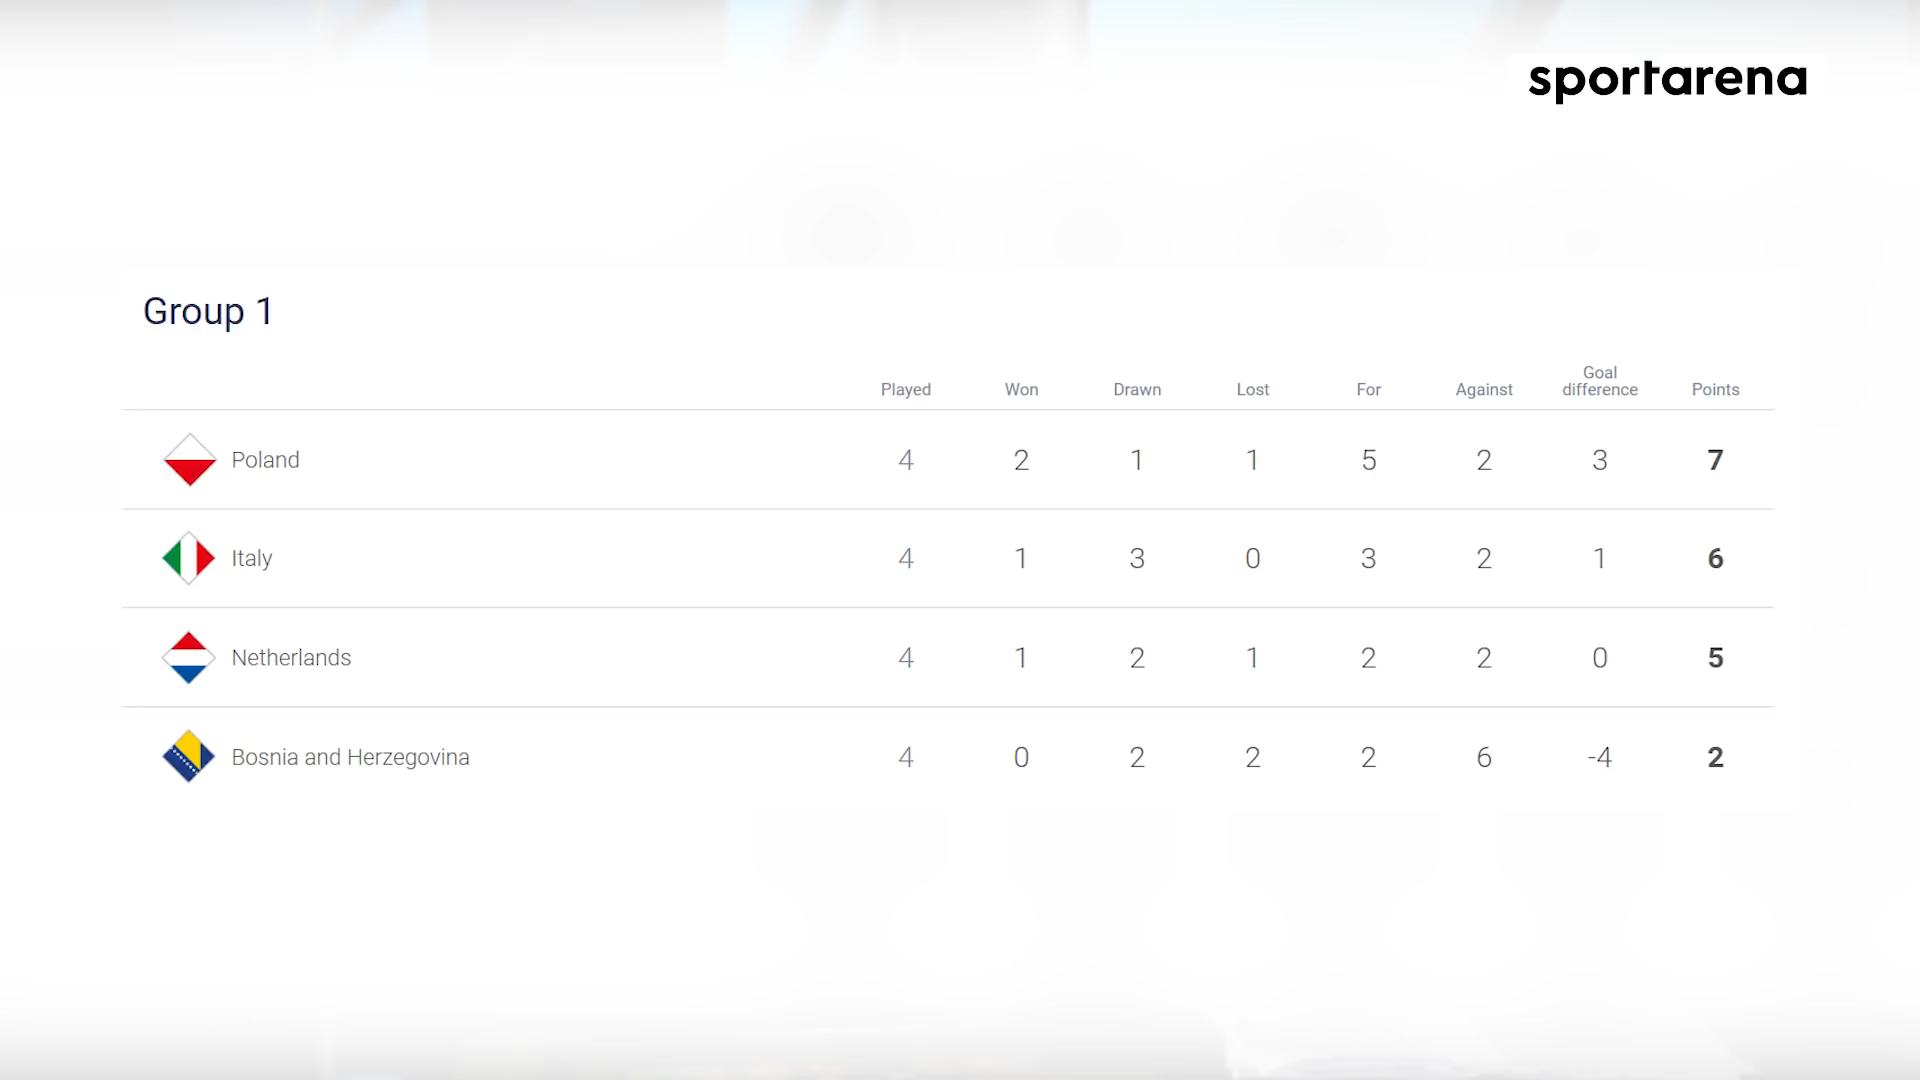 sportarena
Group 1
Played Won Drawn Lost For Against Goal difference Points
Poland 4 2 1 1 5 2 3 7
Italy 4 1 3 0 3 2 1 6
Netherlands 4 1 2 1 2 2 0 5
Bosnia and Herzegovina 4 0 2 2 2 6 -4 2